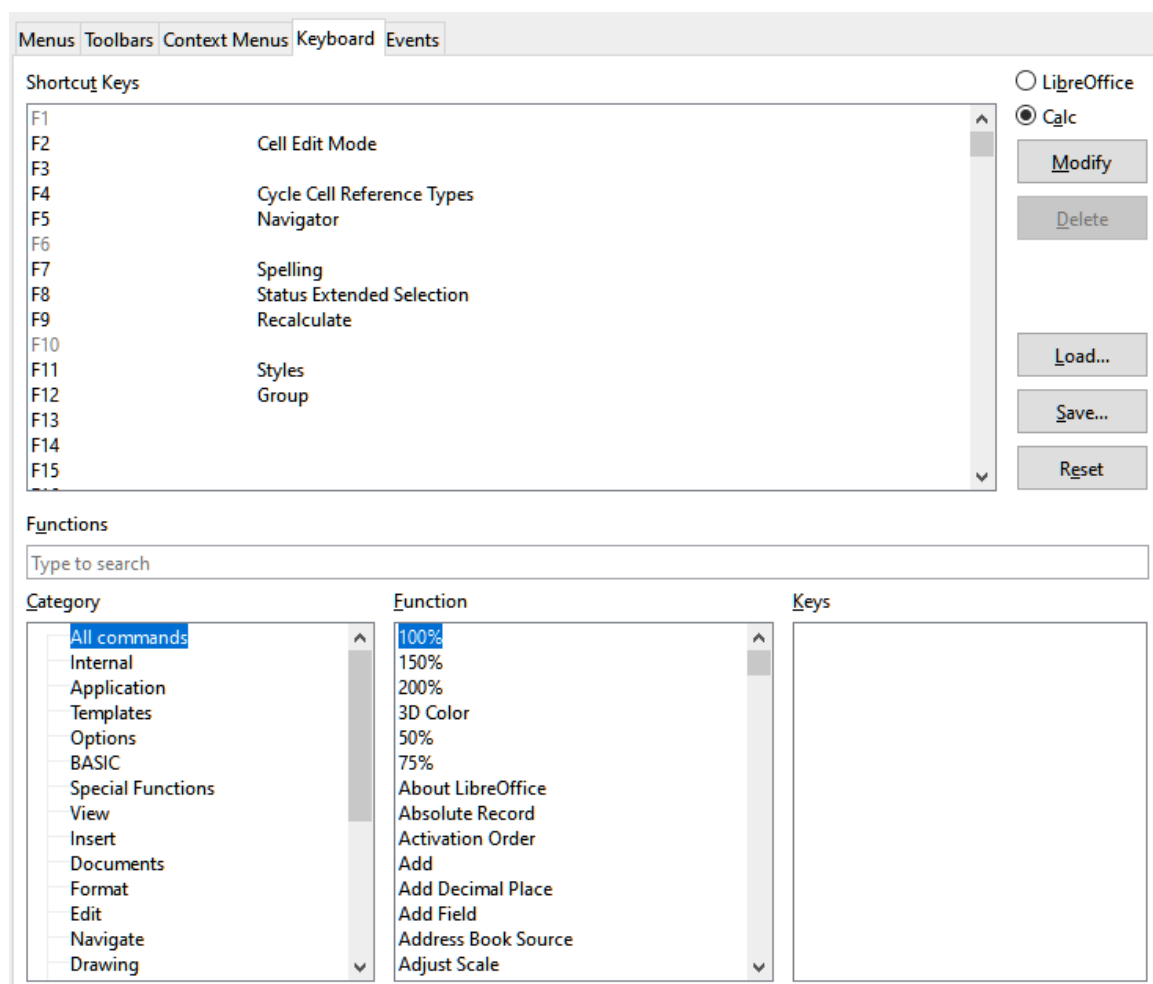 Menus Toolbars Context Menus Keyboard Events
Shortcut Keys
LibreOffice
Calc
F1
F2 Cell Edit Mode
F3
F4 Cycle Cell Reference Types
F5 Navigator
F6
F7 Spelling
F8 Status Extended Selection
F9 Recalculate
F10
F11 Styles
F12 Group
F13
F14
F15
Modify
Delete
Load...
Save...
Reset
Functions
Type to search
Category
All commands
Internal
Application
Templates
Options
BASIC
Special Functions
View
Insert
Documents
Format
Edit
Navigate
Drawing
Function
100%
150%
200%
3D Color
50%
75%
About LibreOffice
Absolute Record
Activation Order
Add
Add Decimal Place
Add Field
Address Book Source
Adjust Scale
Keys